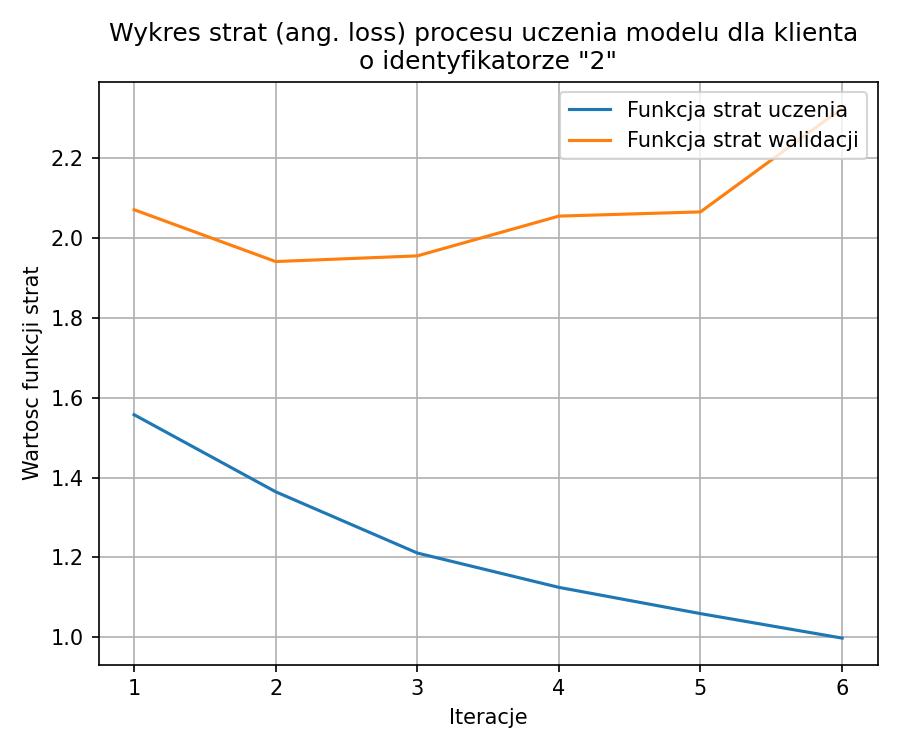 Wykres strat (ang. loss) procesu uczenia modelu dla klienta
o identyfikatorze "2"
Funkcja strat uczenia
Funkcja strat walidacji
Wartosc funkcji strat
2.2
2.0
1.8
1.6
1.4
1.2
1.0
1 2 3 4 5 6
Iteracje